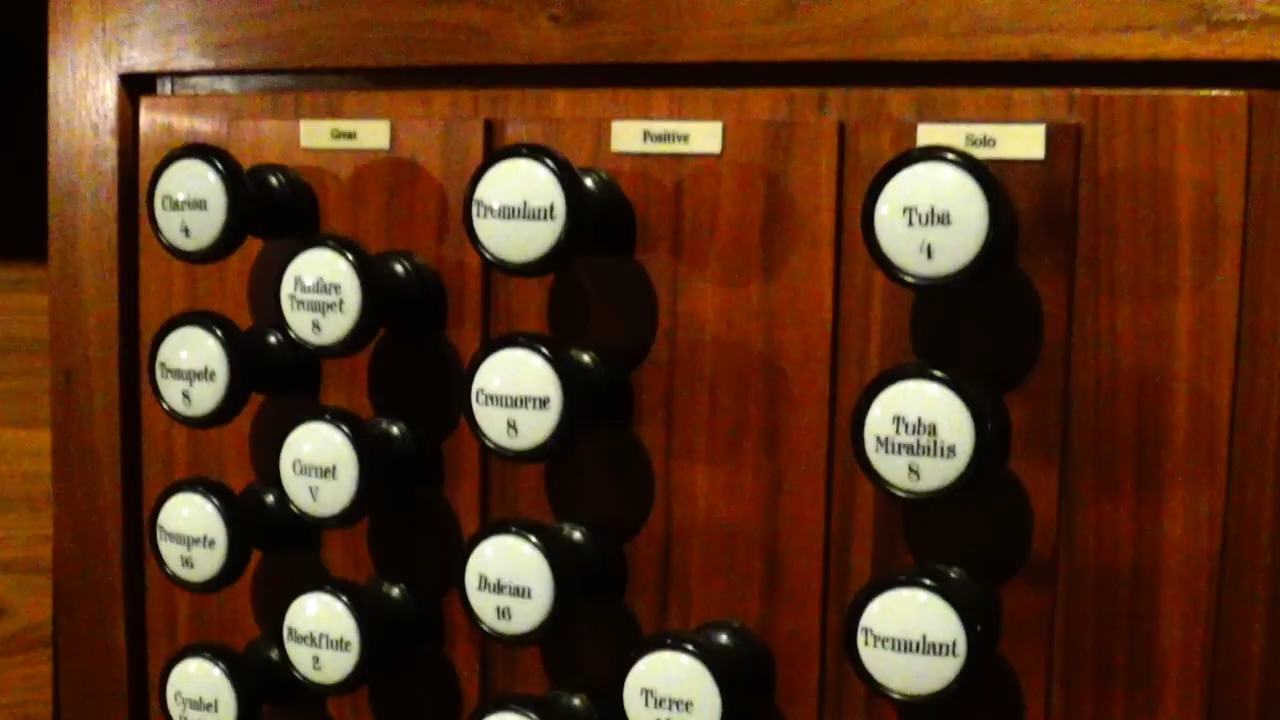 Great
Positive
Solo
Clarion
4
Fanfare
Trumpet
8
Trompete
8
Cornet
V
Trompete
16
Blockflute
2
Cymbel
Tremulant
Cromorne
8
Dulcian
16
Tierce
Tuba
4
Tuba
Mirabilis
8
Tremulant